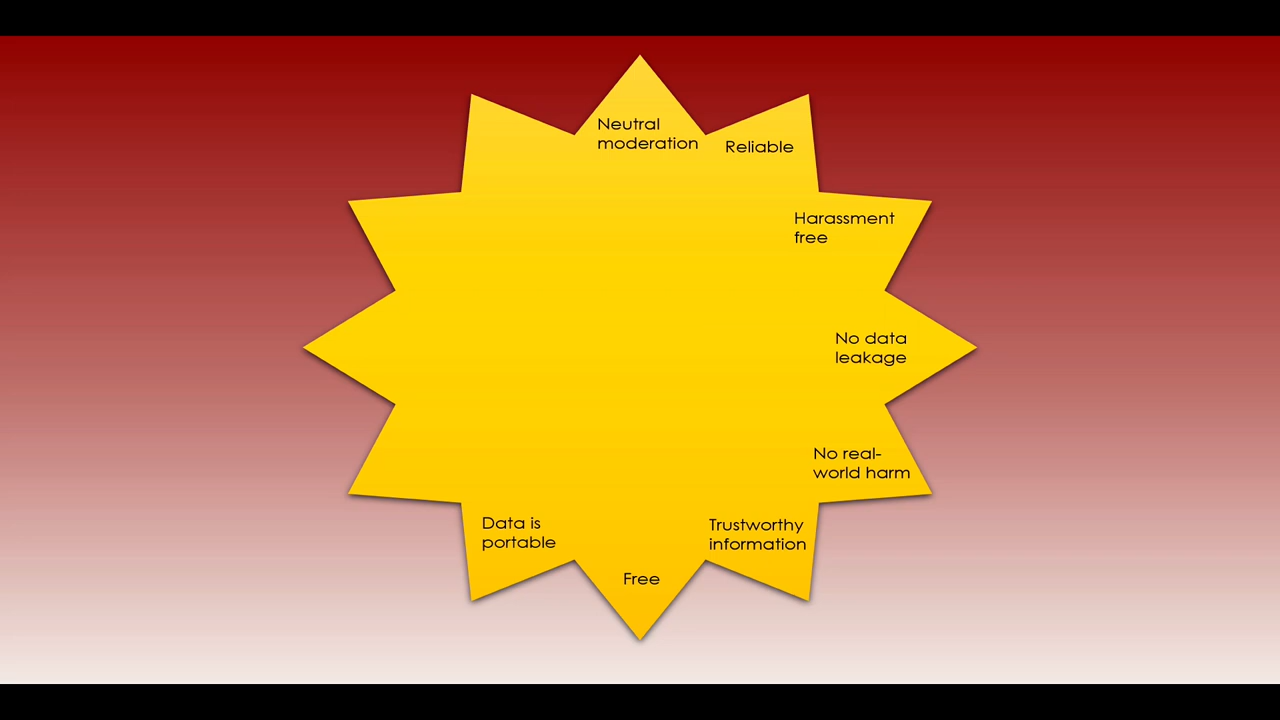 Neutral
moderation
Reliable
Harassment
free
No data
leakage
No real-
world harm
Trustworthy
information
Free
Data is
portable